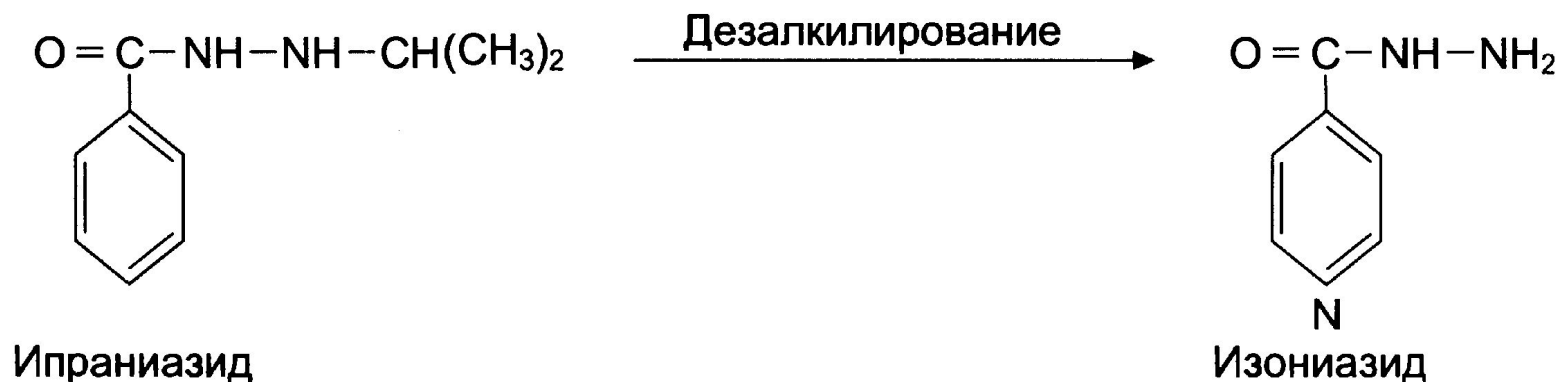 Дезалкилирование
O=C-NH-NH-CH(CH₃)₂
O=C-NH-NH₂
N
Ипраниазид
Изониазид